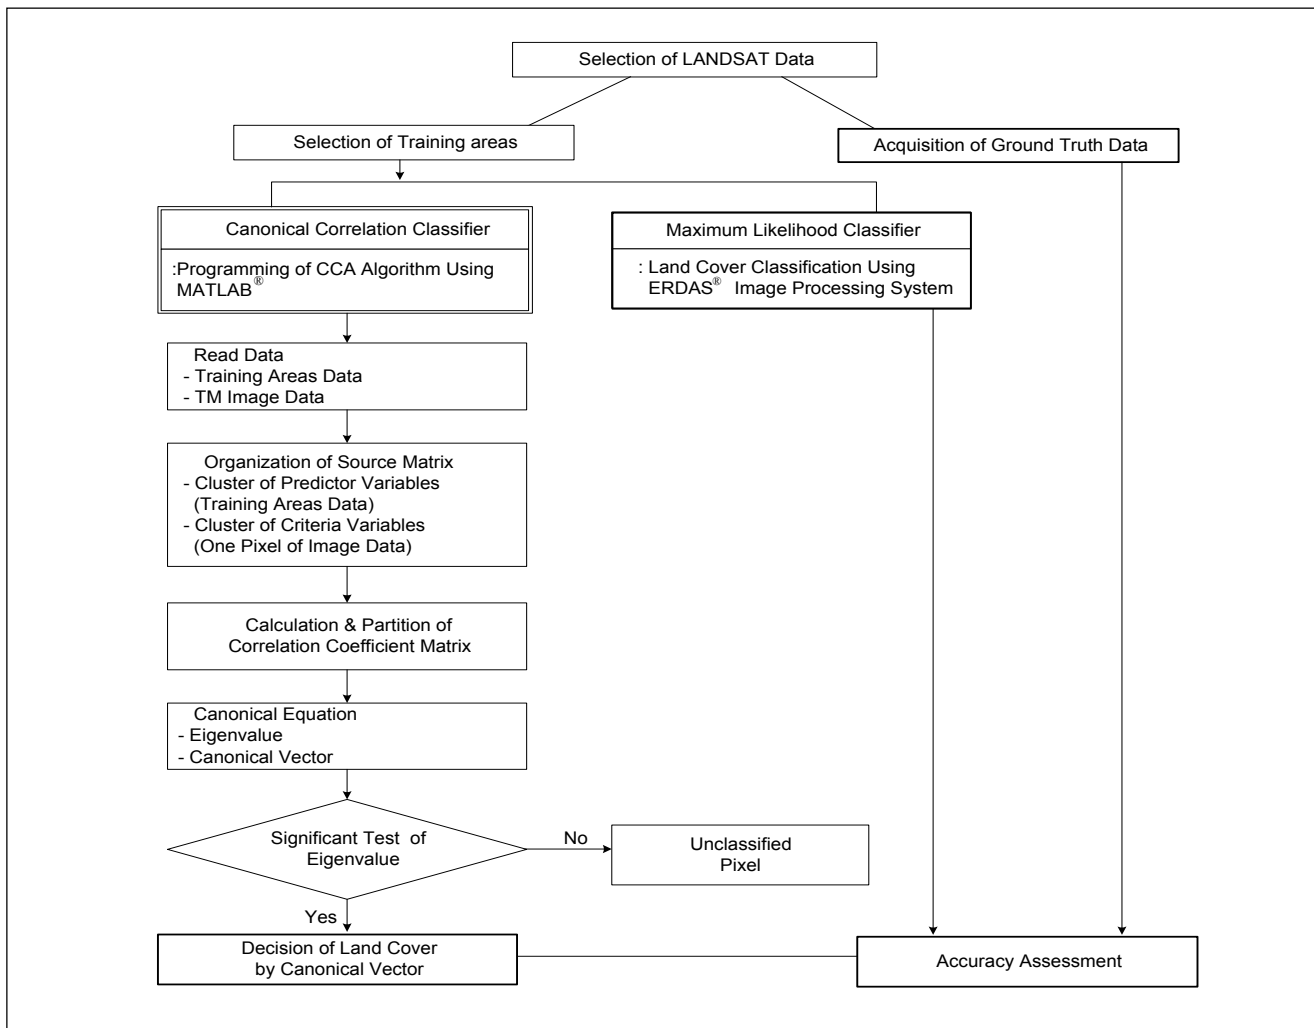 Selection of LANDSAT Data
Selection of Training areas
Acquisition of Ground Truth Data
Canonical Correlation Classifier
:Programming of CCA Algorithm Using
MATLAB®
Maximum Likelihood Classifier
: Land Cover Classification Using
ERDAS® Image Processing System
Read Data
- Training Areas Data
- TM Image Data
Organization of Source Matrix
- Cluster of Predictor Variables
(Training Areas Data)
- Cluster of Criteria Variables
(One Pixel of Image Data)
Calculation & Partition of
Correlation Coefficient Matrix
Canonical Equation
- Eigenvalue
- Canonical Vector
Significant Test of
Eigenvalue
No
Unclassified
Pixel
Yes
Decision of Land Cover
by Canonical Vector
Accuracy Assessment